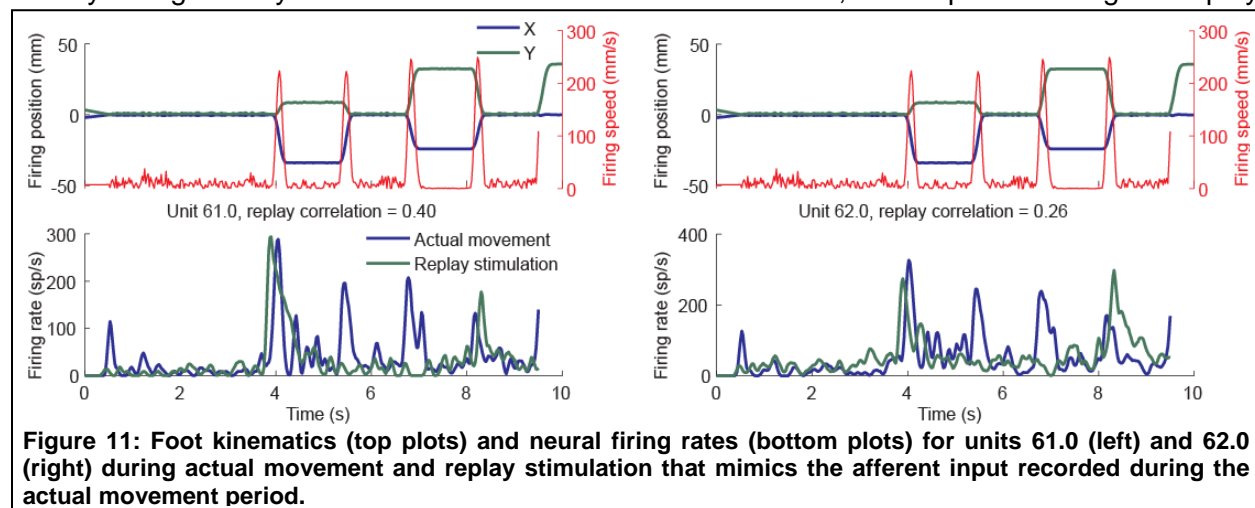 X
Y
50
0
-50
Firing position (mm)
300
200
100
0
Firing speed (mm/s)
Unit 61.0, replay correlation = 0.40
Actual movement
Replay stimulation
300
200
100
0
Firing rate (sp/s)
0 2 4 6 8 10
Time (s)
50
0
-50
Firing position (mm)
300
200
100
0
Firing speed (mm/s)
Unit 62.0, replay correlation = 0.26
400
200
0
Firing rate (sp/s)
0 2 4 6 8 10
Time (s)
Figure 11: Foot kinematics (top plots) and neural firing rates (bottom plots) for units 61.0 (left) and 62.0
(right) during actual movement and replay stimulation that mimics the afferent input recorded during the
actual movement period.